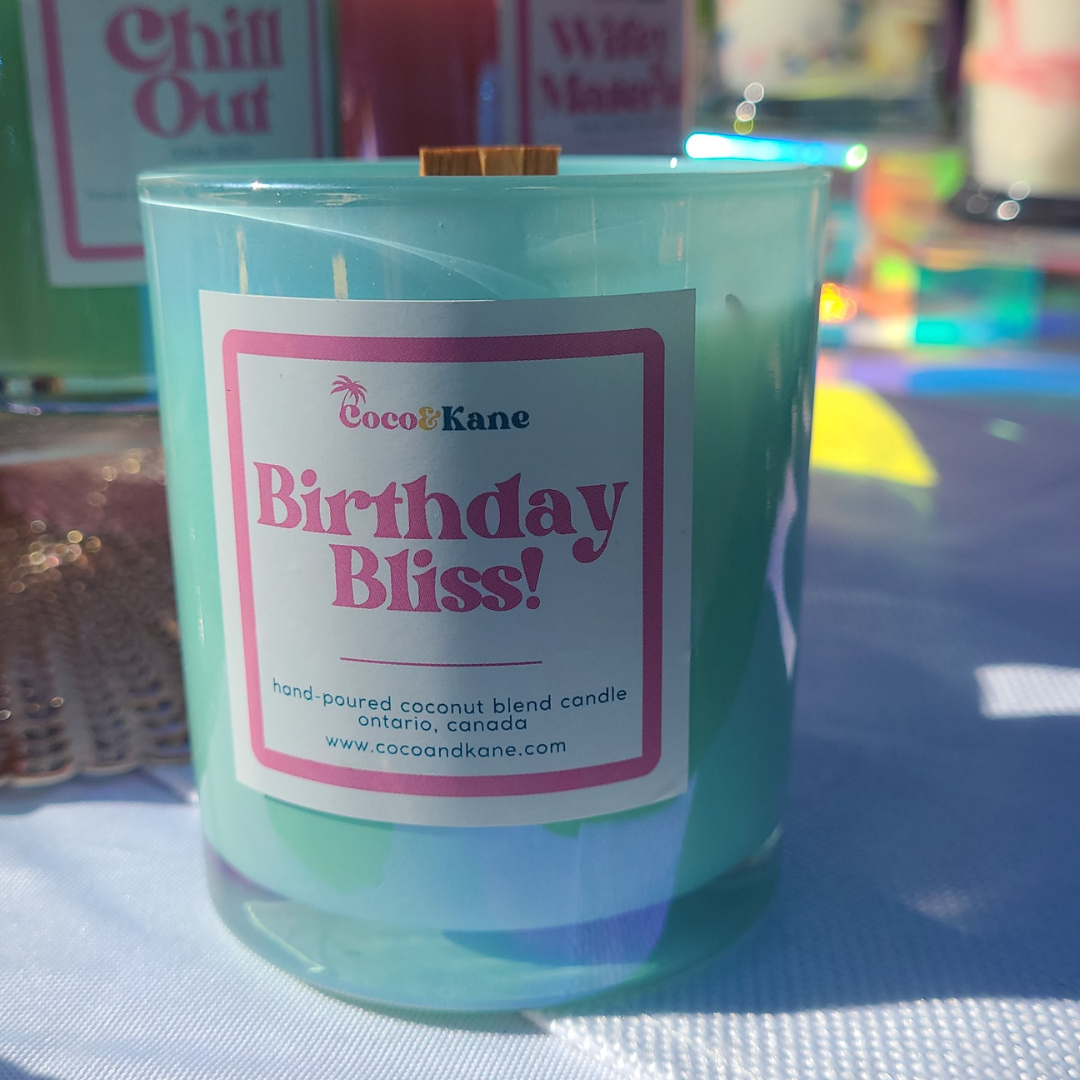 Chill
Out
Wifey
Coco&Kane
Birthday
Bliss!
hand-poured coconut blend candle
ontario, canada
www.cocoandkane.com